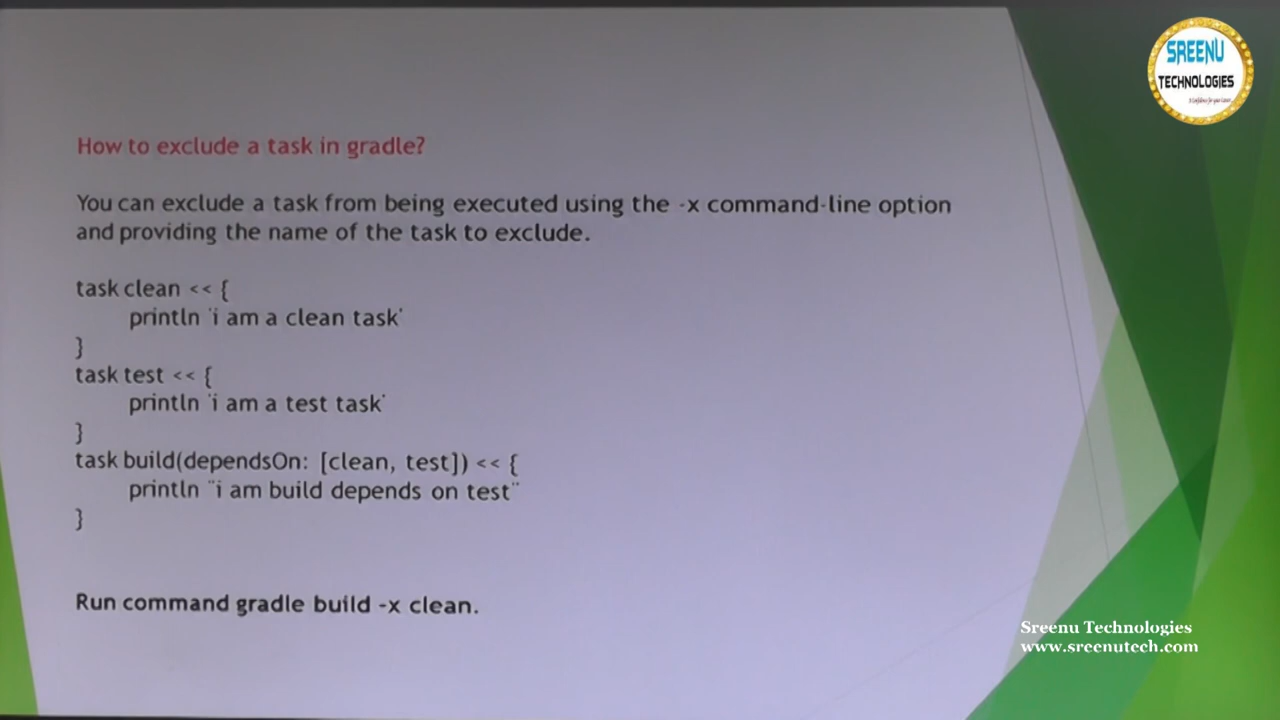 SREENU
TECHNOLOGIES
How to exclude a task in gradle?
You can exclude a task from being executed using the -x command-line option
and providing the name of the task to exclude.
task clean << {
println 'i am a clean task'
}
task test << {
println 'i am a test task'
}
task build(dependsOn: [clean, test]) << {
println "i am build depends on test"
}
Run command gradle build -x clean.
Sreenu Technologies
www.sreenutech.com